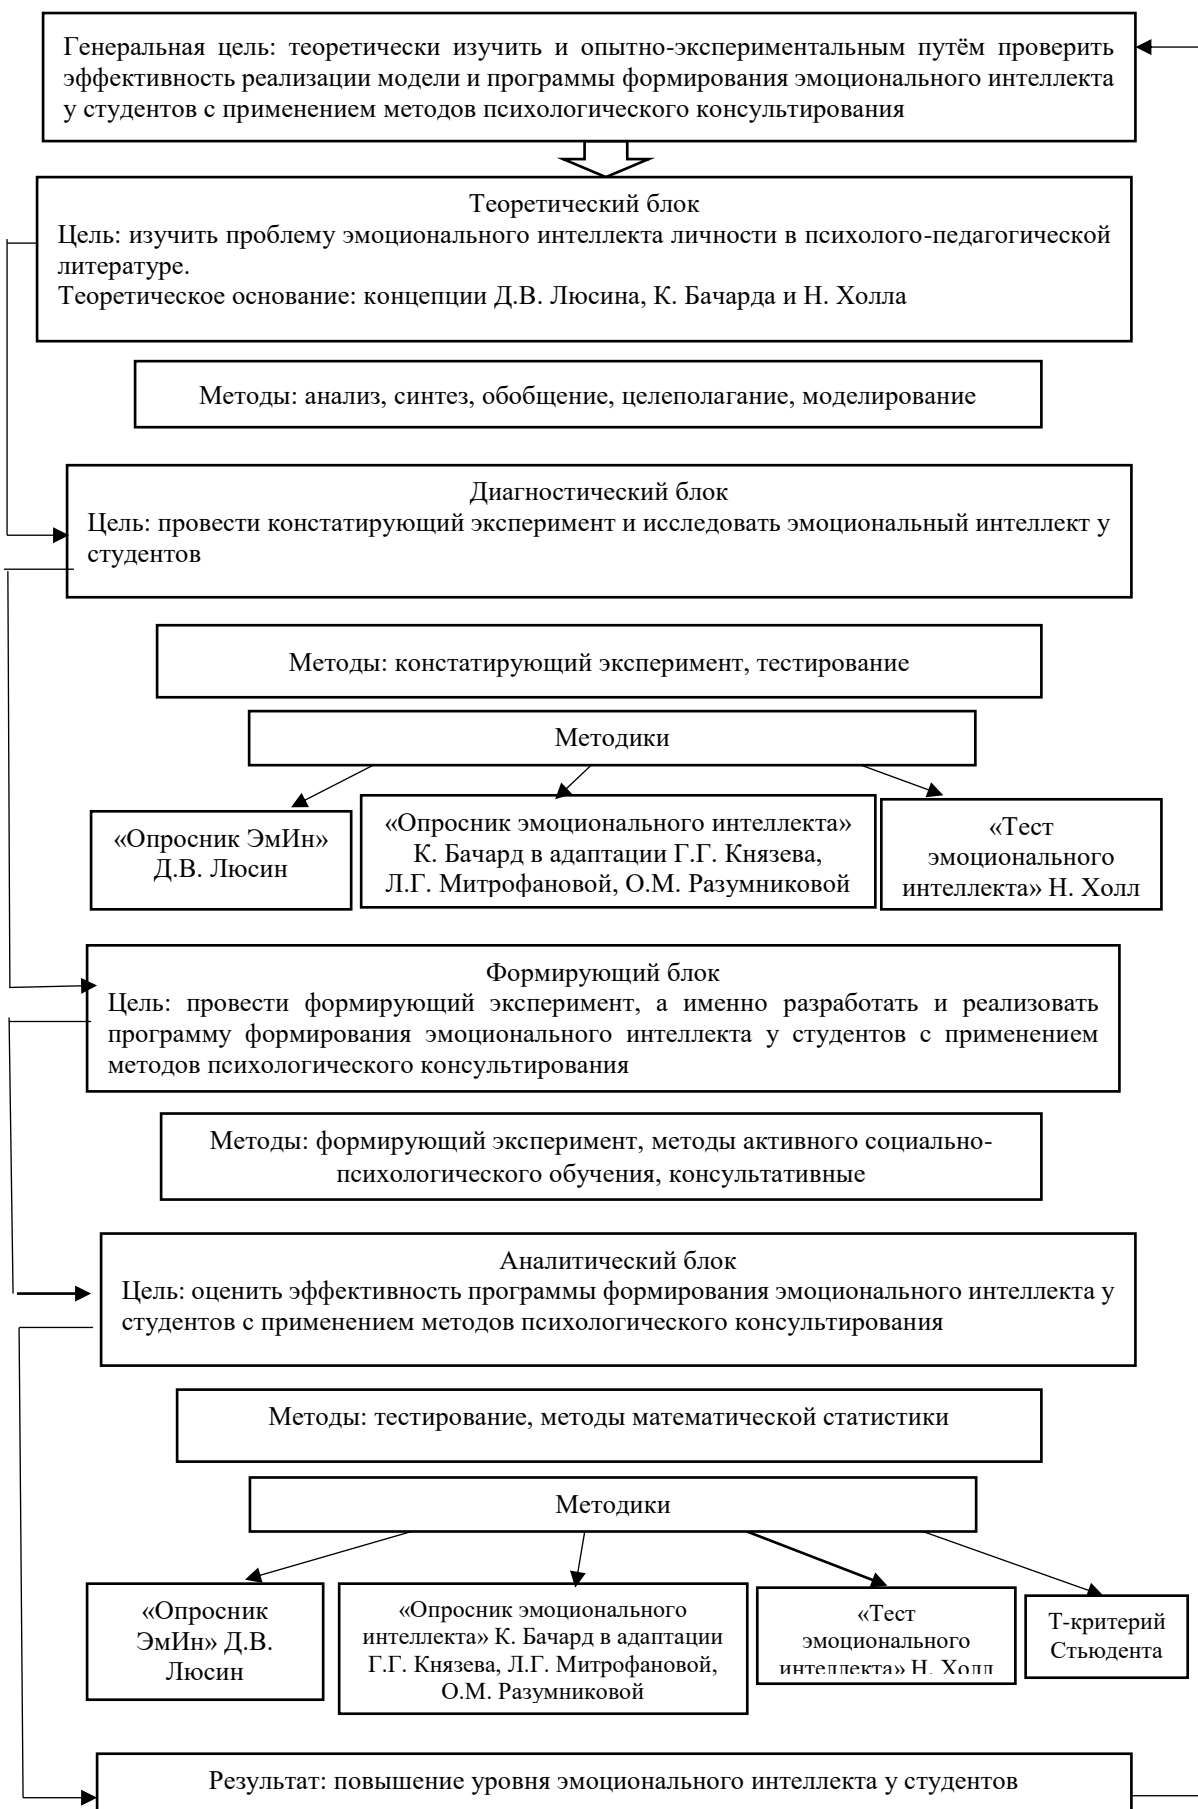 Генеральная цель: теоретически изучить и опытно-экспериментальным путём проверить
эффективность реализации модели и программы формирования эмоционального интеллекта
у студентов с применением методов психологического консультирования
Теоретический блок
Цель: изучить проблему эмоционального интеллекта личности в психолого-педагогической
литературе.
Теоретическое основание: концепции Д.В. Люсина, К. Бачарда и Н. Холла
Методы: анализ, синтез, обобщение, целеполагание, моделирование
Диагностический блок
Цель: провести констатирующий эксперимент и исследовать эмоциональный интеллект у
студентов
Методы: констатирующий эксперимент, тестирование
Методики
«Опросник ЭмИн»
Д.В. Люсин
«Опросник эмоционального интеллекта»
К. Бачард в адаптации Г.Г. Князева,
Л.Г. Митрофановой, О.М. Разумниковой
«Тест
эмоционального
интеллекта» Н. Холл
Формирующий блок
Цель: провести формирующий эксперимент, а именно разработать и реализовать
программу формирования эмоционального интеллекта у студентов с применением
методов психологического консультирования
Методы: формирующий эксперимент, методы активного социально-
психологического обучения, консультативные
Аналитический блок
Цель: оценить эффективность программы формирования эмоционального интеллекта у
студентов с применением методов психологического консультирования
Методы: тестирование, методы математической статистики
Методики
«Опросник
ЭмИн» Д.В.
Люсин
«Опросник эмоционального
интеллекта» К. Бачард в адаптации
Г.Г. Князева, Л.Г. Митрофановой,
О.М. Разумниковой
«Тест
эмоционального
интеллекта» Н. Холл
Т-критерий
Стьюдента
Результат: повышение уровня эмоционального интеллекта у студентов